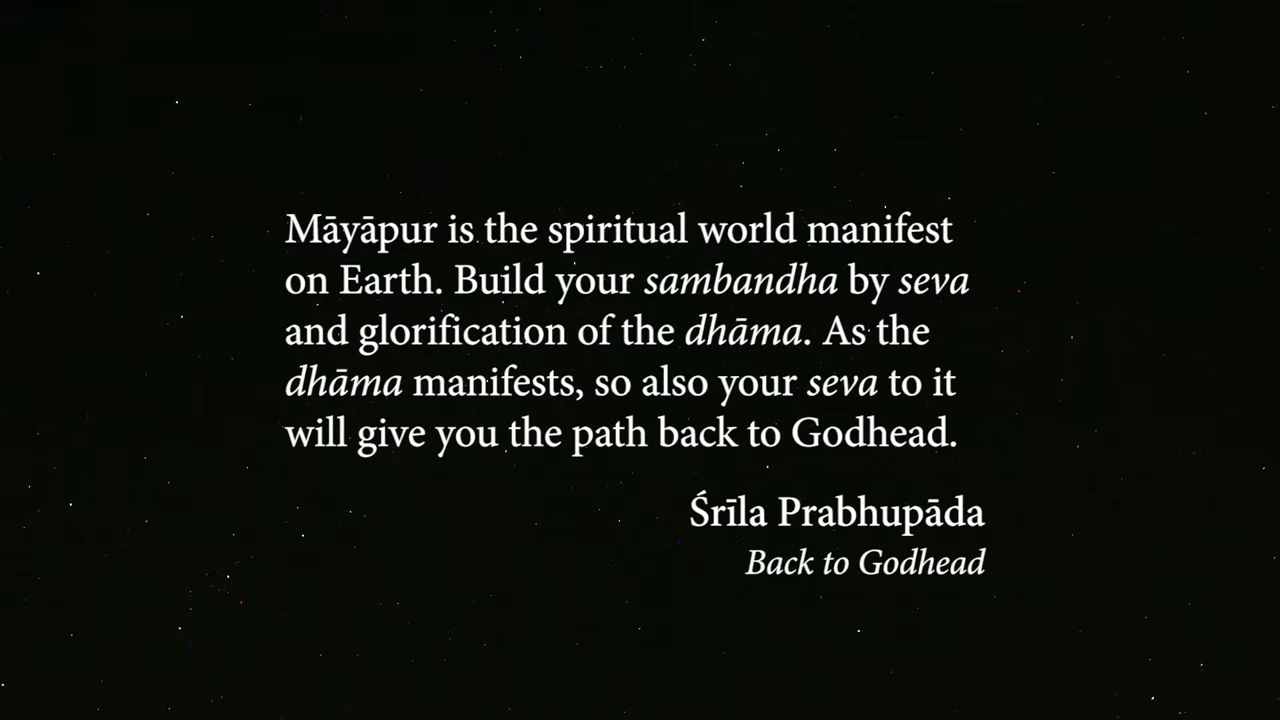 Māyāpur is the spiritual world manifest
on Earth. Build your sambandha by seva
and glorification of the dhāma. As the
dhāma manifests, so also your seva to it
will give you the path back to Godhead.
Śrīla Prabhupāda
Back to Godhead